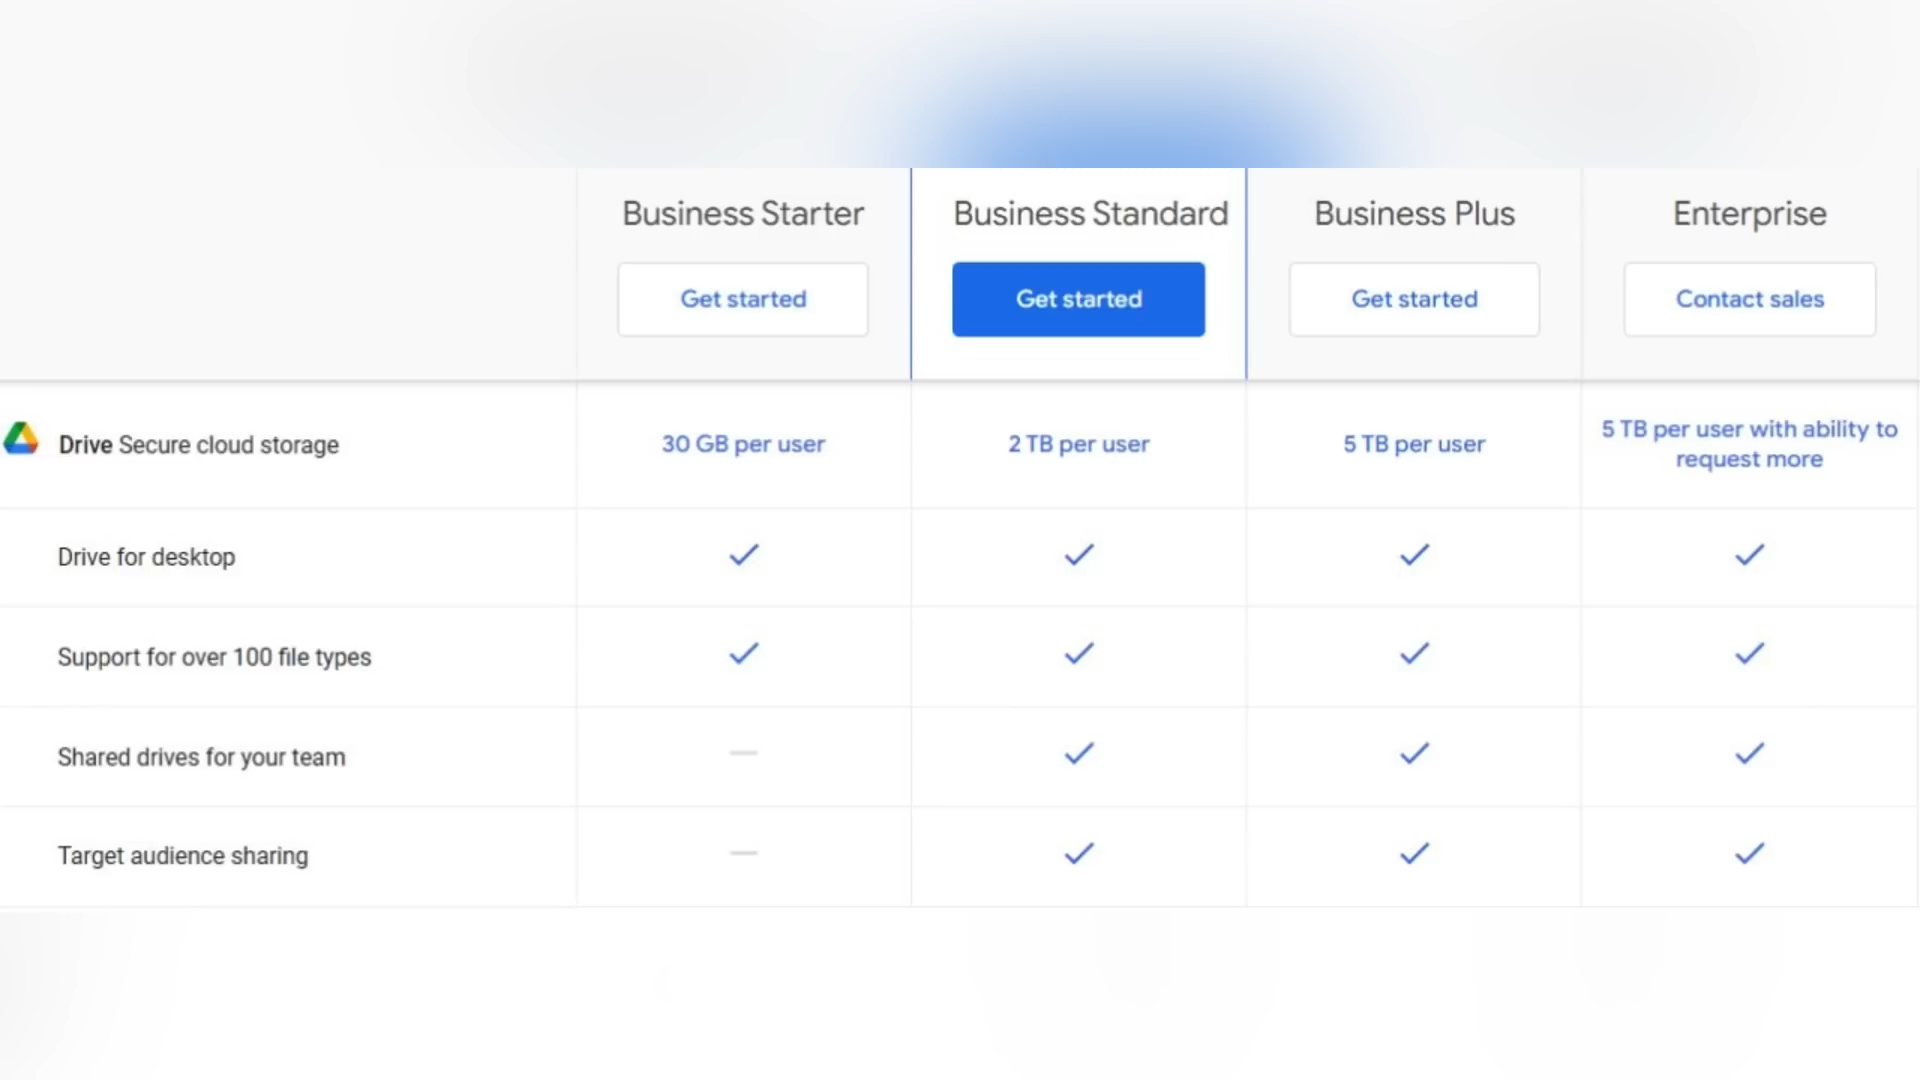 Business Starter
Business Standard
Business Plus
Enterprise
Get started
Get started
Get started
Contact sales
Drive Secure cloud storage
30 GB per user
2 TB per user
5 TB per user
5 TB per user with ability to
request more
Drive for desktop
Support for over 100 file types
Shared drives for your team
Target audience sharing